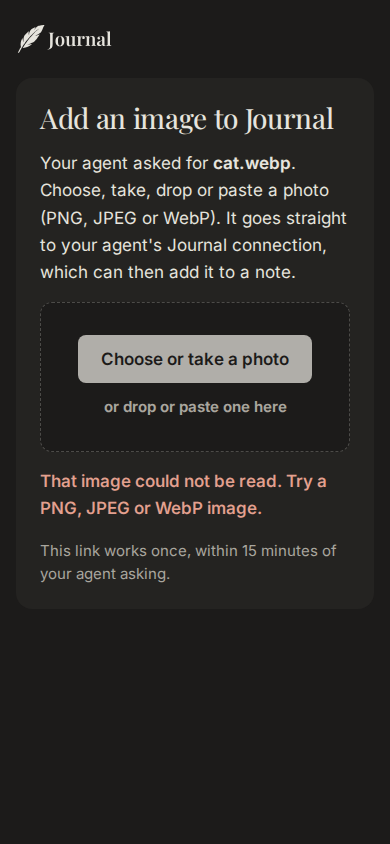 Journal
Add an image to Journal
Your agent asked for cat.webp.
Choose, take, drop or paste a photo
(PNG, JPEG or WebP). It goes straight
to your agent's Journal connection,
which can then add it to a note.
Choose or take a photo
or drop or paste one here
That image could not be read. Try a
PNG, JPEG or WebP image.
This link works once, within 15 minutes of
your agent asking.